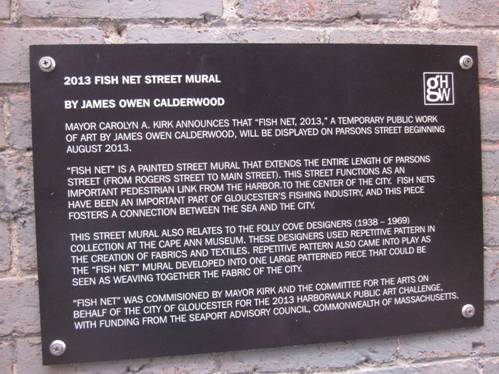 2013 FISH NET STREET MURAL
gH
GW
BY JAMES OWEN CALDERWOOD
MAYOR CAROLYN A. KIRK ANNOUNCES THAT “FISH NET, 2013,” A TEMPORARY PUBLIC WORK
OF ART BY JAMES OWEN CALDERWOOD, WILL BE DISPLAYED ON PARSONS STREET BEGINNING
AUGUST 2013.
“FISH NET” IS A PAINTED STREET MURAL THAT EXTENDS THE ENTIRE LENGTH OF PARSONS
STREET (FROM ROGERS STREET TO MAIN STREET). THIS STREET FUNCTIONS AS AN
IMPORTANT PEDESTRIAN LINK FROM THE HARBOR TO THE CENTER OF THE CITY. FISH NETS
HAVE BEEN AN IMPORTANT PART OF GLOUCESTER'S FISHING INDUSTRY, AND THIS PIECE
FOSTERS A CONNECTION BETWEEN THE SEA AND THE CITY.
THIS STREET MURAL ALSO RELATES TO THE FOLLY COVE DESIGNERS (1938 – 1969)
COLLECTION AT THE CAPE ANN MUSEUM. THESE DESIGNERS USED REPETITIVE PATTERN IN
THE CREATION OF FABRICS AND TEXTILES. REPETITIVE PATTERN ALSO CAME INTO PLAY AS
THE “FISH NET” MURAL DEVELOPED INTO ONE LARGE PATTERNED PIECE THAT COULD BE
SEEN AS WEAVING TOGETHER THE FABRIC OF THE CITY.
“FISH NET” WAS COMMISIONED BY MAYOR KIRK AND THE COMMITTEE FOR THE ARTS ON
BEHALF OF THE CITY OF GLOUCESTER FOR THE 2013 HARBORWALK PUBLIC ART CHALLENGE,
WITH FUNDING FROM THE SEAPORT ADVISORY COUNCIL, COMMONWEALTH OF MASSACHUSETTS.